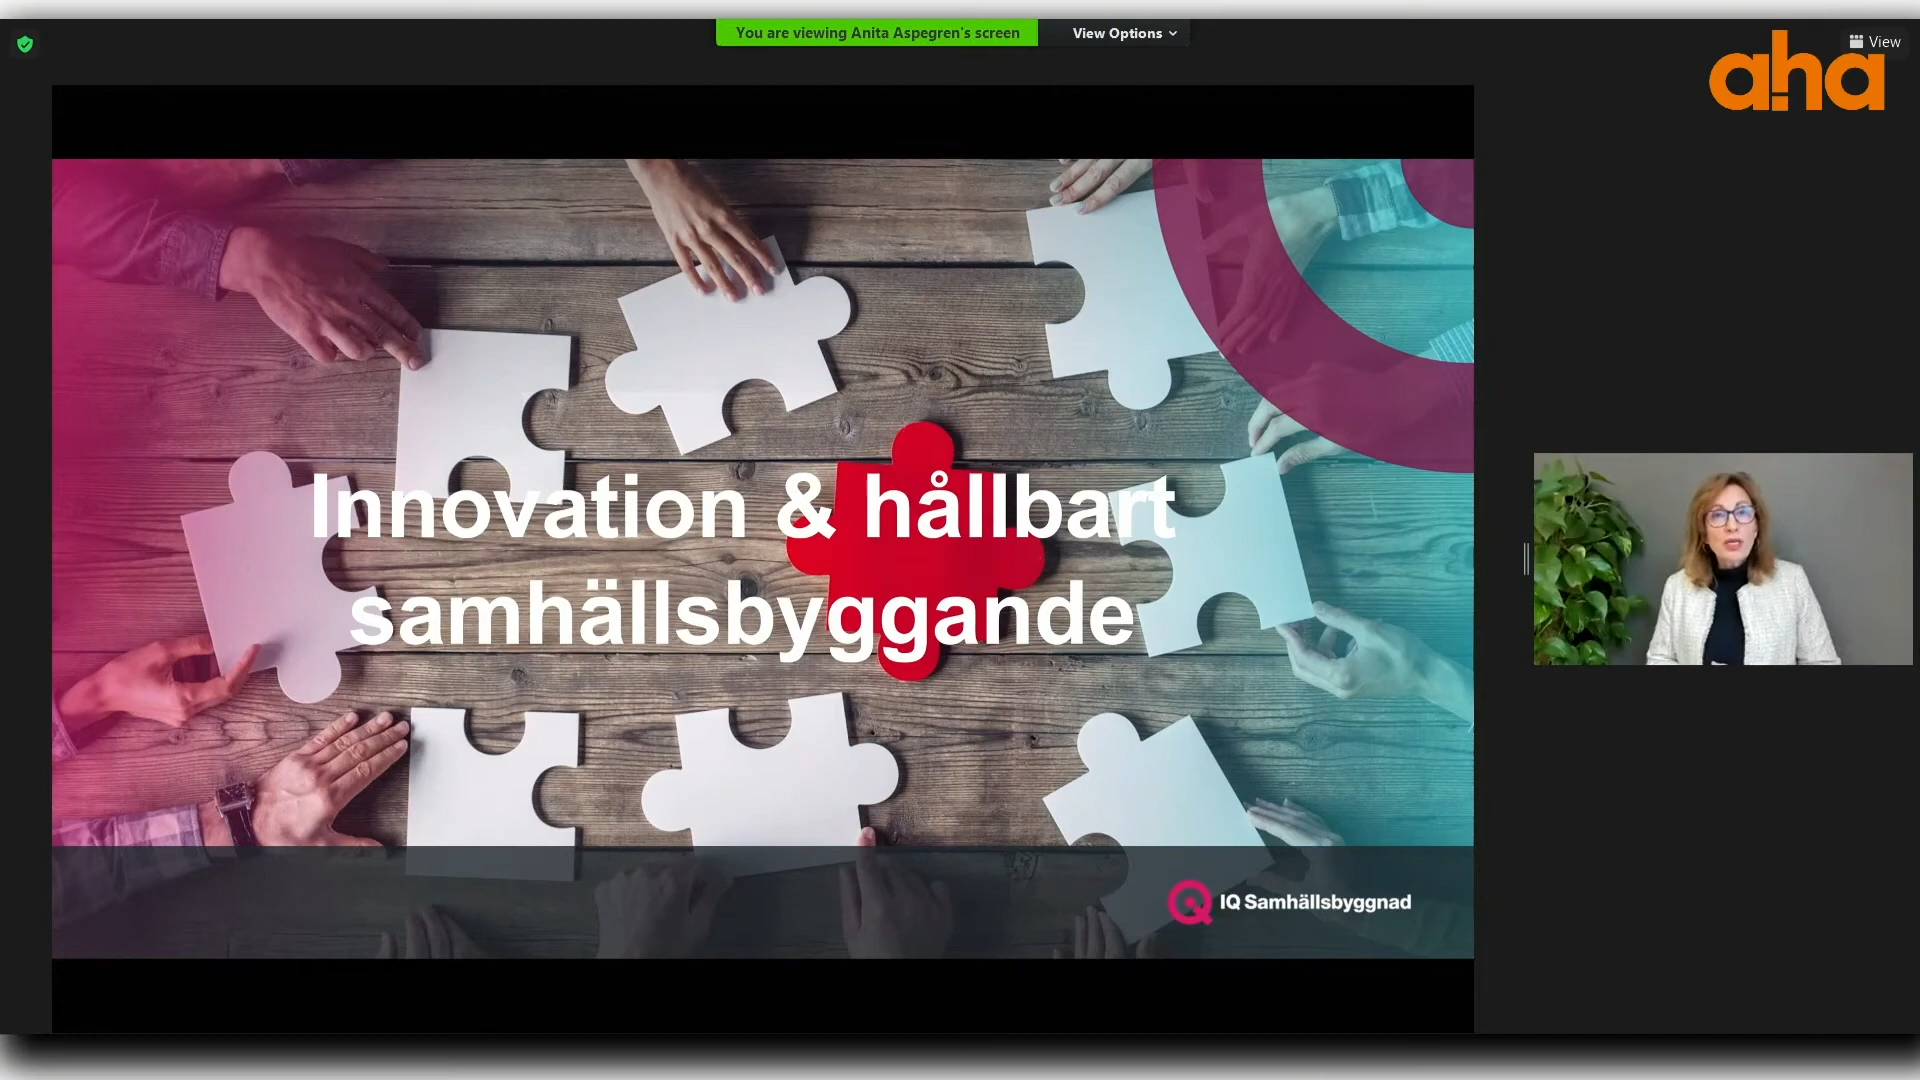 You are viewing Anita Aspegren's screen
View Options
View
aha
Innovation & hållbart
samhällsbyggande
IQ Samhällsbyggnad